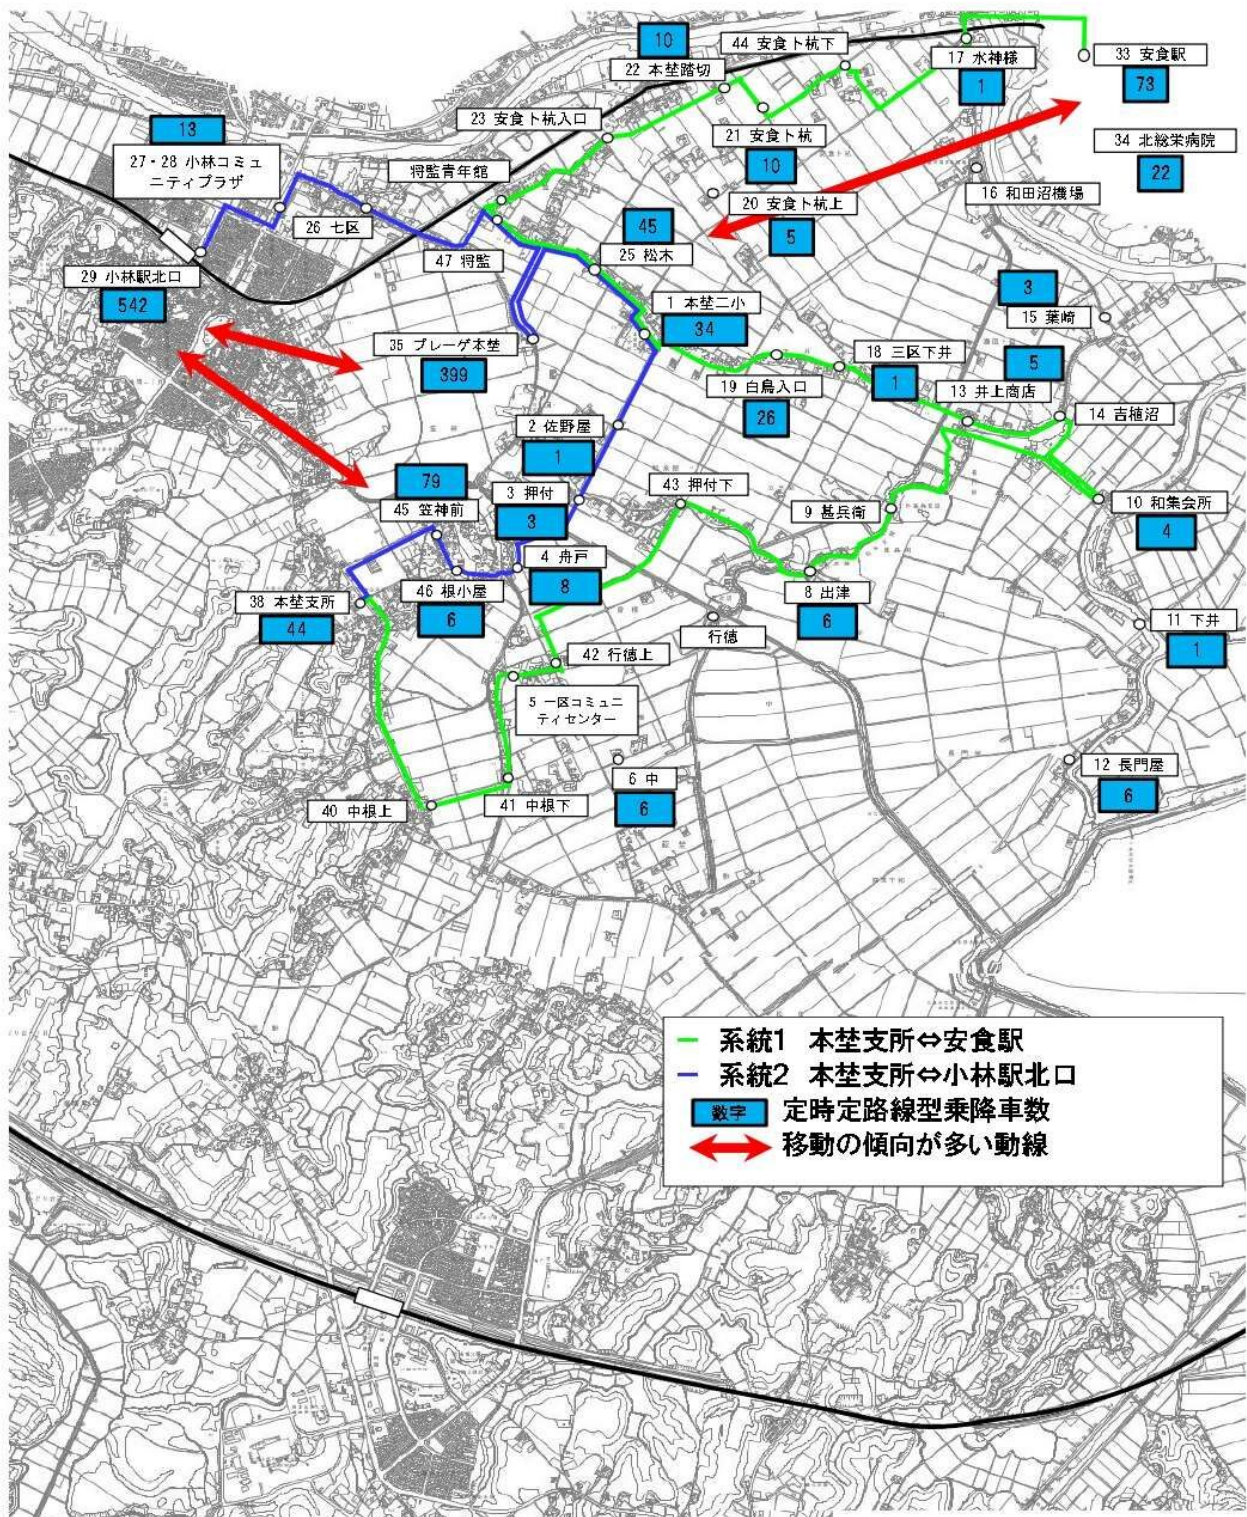 10
44 安食卜杭下
22 本埜踏切
17 水神様
1
33 安食駅
73
23 安食卜杭入口
21 安食卜杭
10
34 北総栄病院
22
13
27・28 小林コミュ
ニティプラザ
将監青年館
20 安食卜杭上
5
16 和田沼機場
26 七区
45
25 松木
47 将監
29 小林駅北口
542
1 本埜二小
34
3
15 葉崎
35 プレーゲ本埜
399
18 三区下井
1
5
13 井上商店
19 白鳥入口
26
14 吉植沼
2 佐野屋
1
79
45 笠神前
3 押付
3
43 押付下
9 甚兵衛
10 和集会所
4
4 舟戸
8
46 根小屋
6
38 本埜支所
44
8 出津
6
11 下井
1
行徳
42 行徳上
5 一区コミュニ
ティセンター
6 中
6
12 長門屋
6
40 中根上
41 中根下
系統1 本埜支所⇔安食駅
系統2 本埜支所⇔小林駅北口
数字 定時定路線型乗降車数
移動の傾向が多い動線